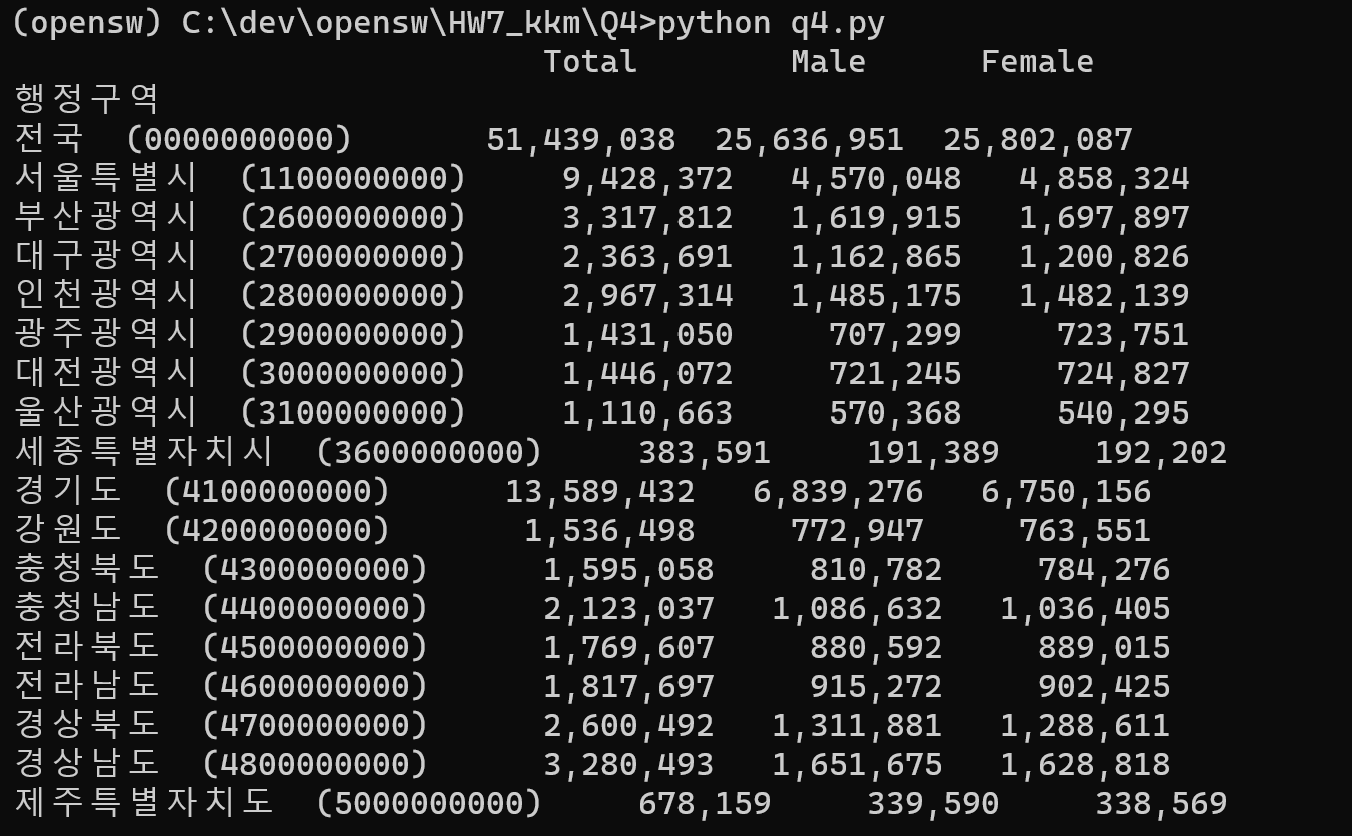 (opensw) C:\dev\opensw\HW7_kkm\Q4>python q4.py
Total Male Female
행정구역
전국 (0000000000) 51,439,038 25,636,951 25,802,087
서울특별시 (1100000000) 9,428,372 4,570,048 4,858,324
부산광역시 (2600000000) 3,317,812 1,619,915 1,697,897
대구광역시 (2700000000) 2,363,691 1,162,865 1,200,826
인천광역시 (2800000000) 2,967,314 1,485,175 1,482,139
광주광역시 (2900000000) 1,431,050 707,299 723,751
대전광역시 (3000000000) 1,446,072 721,245 724,827
울산광역시 (3100000000) 1,110,663 570,368 540,295
세종특별자치시 (3600000000) 383,591 191,389 192,202
경기도 (4100000000) 13,589,432 6,839,276 6,750,156
강원도 (4200000000) 1,536,498 772,947 763,551
충청북도 (4300000000) 1,595,058 810,782 784,276
충청남도 (4400000000) 2,123,037 1,086,632 1,036,405
전라북도 (4500000000) 1,769,607 880,592 889,015
전라남도 (4600000000) 1,817,697 915,272 902,425
경상북도 (4700000000) 2,600,492 1,311,881 1,288,611
경상남도 (4800000000) 3,280,493 1,651,675 1,628,818
제주특별자치도 (5000000000) 678,159 339,590 338,569